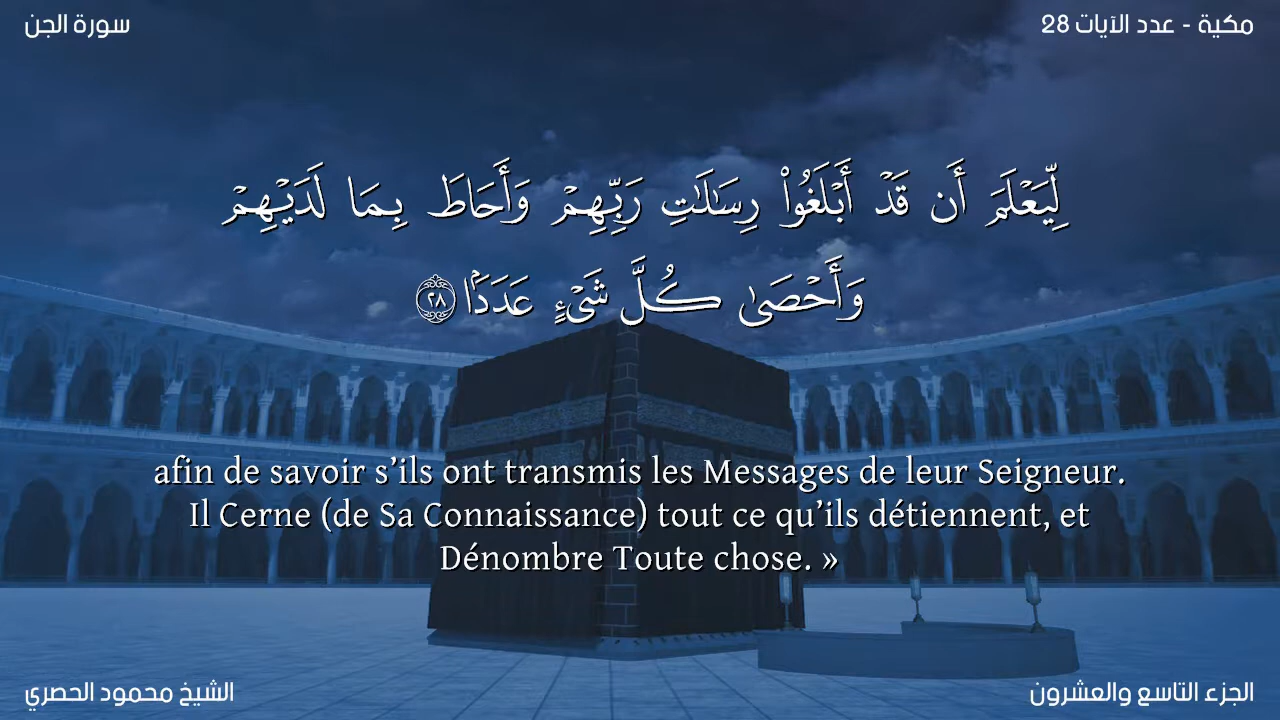 مكية - عدد الآيات 28
سورة الجن
لِّيَعْلَمَ أَن قَدْ أَبْلَغُوا۟ رِسَـٰلَـٰتِ رَبِّهِمْ وَأَحَاطَ بِمَا لَدَيْهِمْ
وَأَحْصَىٰ كُلَّ شَىْءٍ عَدَدَۢا ٢٨
afin de savoir s’ils ont transmis les Messages de leur Seigneur.
Il Cerne (de Sa Connaissance) tout ce qu’ils détiennent, et
Dénombre Toute chose. »
الجزء التاسع والعشرون
الشيخ محمود الحصري